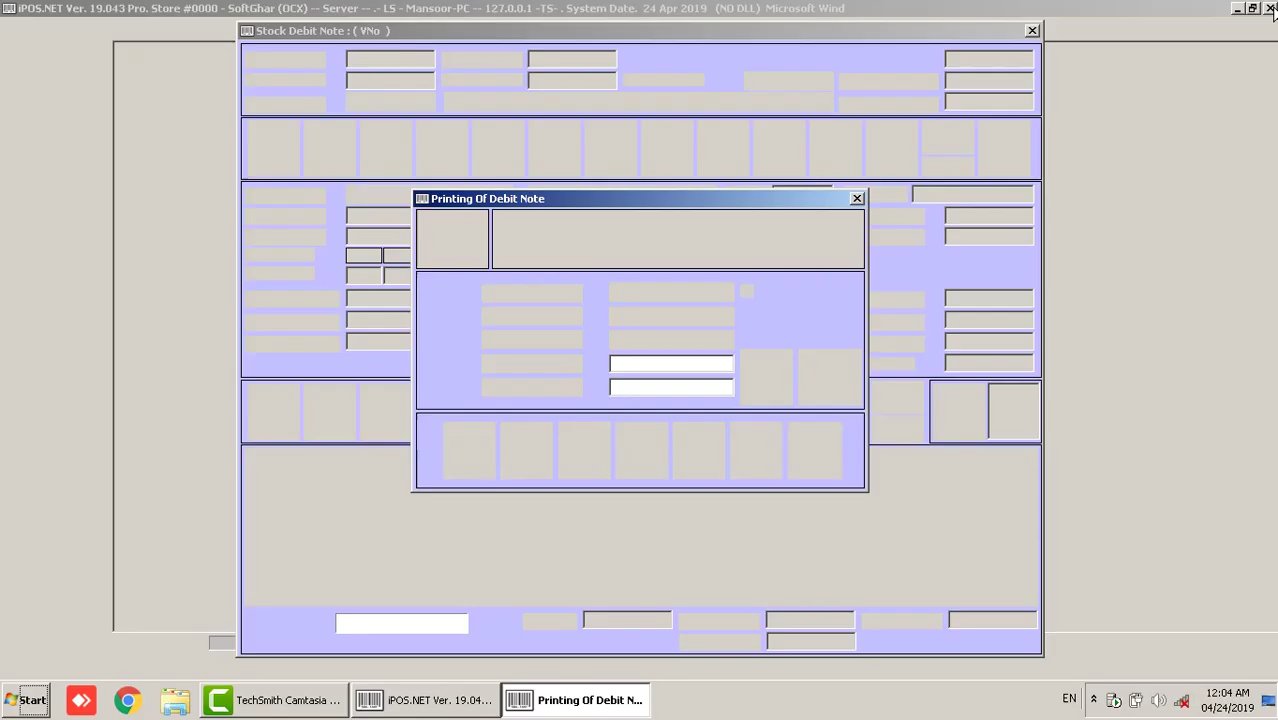 iPOS.NET Ver. 19.043 Pro. Store #0000 - SoftGhar (OCX) -- Server -- .- LS - Mansoor-PC -- 127.0.0.1 -TS- . System Date. 24 Apr 2019 (NO DLL) Microsoft Wind
Stock Debit Note : ( VNo )
Printing Of Debit Note
Start
TechSmith Camtasia ...
iPOS.NET Ver. 19.04...
Printing Of Debit N...
EN
12:04 AM
04/24/2019